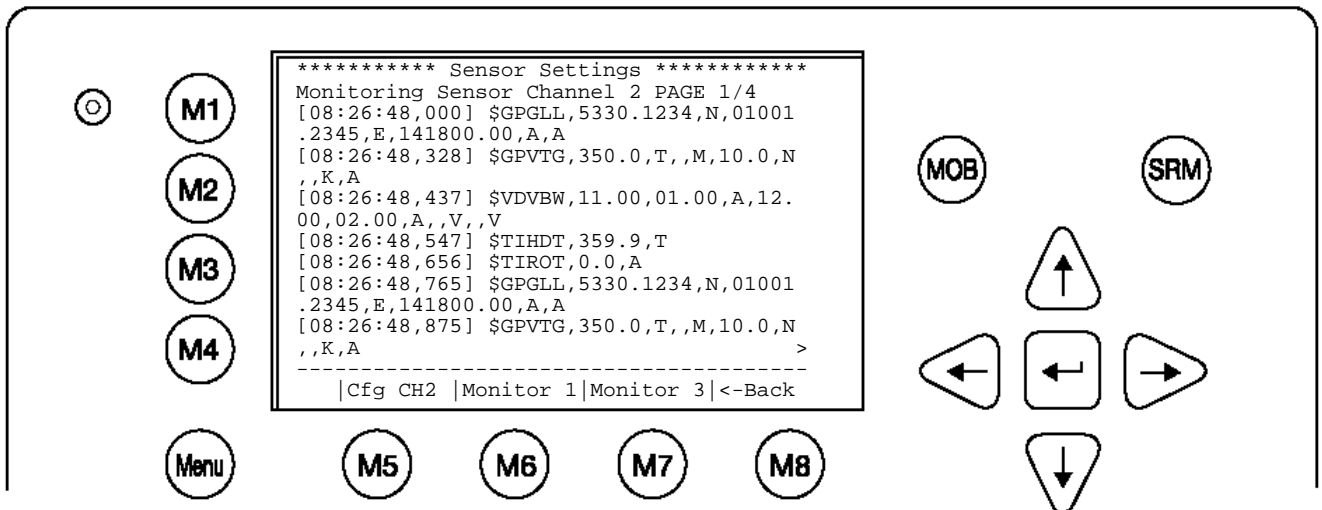 *********** Sensor Settings ************
Monitoring Sensor Channel 2 PAGE 1/4
[08:26:48,000] $GPGLL,5330.1234,N,01001
.2345,E,141800.00,A,A
[08:26:48,328] $GPVTG,350.0,T,,M,10.0,N
,,K,A
[08:26:48,437] $VDVBW,11.00,01.00,A,12.
00,02.00,A,,V,,V
[08:26:48,547] $TIHDT,359.9,T
[08:26:48,656] $TIROT,0.0,A
[08:26:48,765] $GPGLL,5330.1234,N,01001
.2345,E,141800.00,A,A
[08:26:48,875] $GPVTG,350.0,T,,M,10.0,N
,,K,A >
----------------------------------------
|Cfg CH2 |Monitor 1|Monitor 3|<-Back
M1
M2
M3
M4
MOB
SRM
Menu
M5
M6
M7
M8